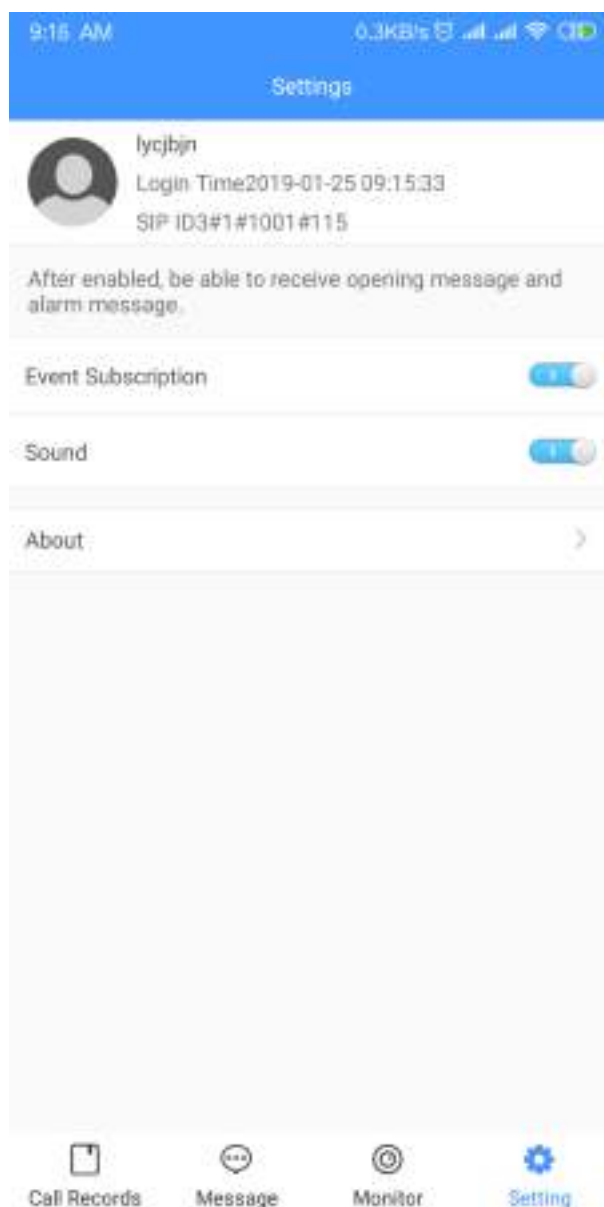 9:16 AM 0.3KB/s
Settings
lycjbjn
Login Time2019-01-25 09:15:33
SIP ID3#1#1001#115
After enabled, be able to receive opening message and
alarm message.
Event Subscription
Sound
About
Call Records Message Monitor Setting